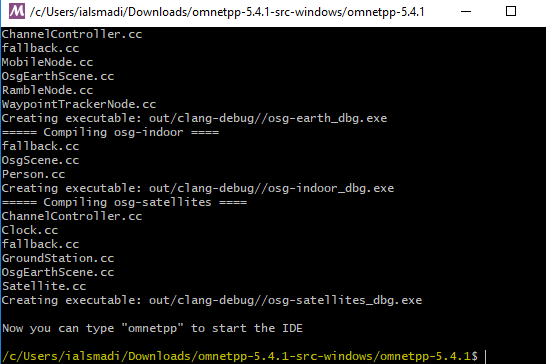 M /c/Users/ialsmadi/Downloads/omnetpp-5.4.1-src-windows/omnetpp-5.4.1
ChannelController.cc
fallback.cc
MobileNode.cc
OsgEarthScene.cc
RambleNode.cc
WaypointTrackerNode.cc
Creating executable: out/clang-debug//osg-earth_dbg.exe
===== Compiling osg-indoor ====
fallback.cc
OsgScene.cc
Person.cc
Creating executable: out/clang-debug//osg-indoor_dbg.exe
===== Compiling osg-satellites ====
ChannelController.cc
Clock.cc
fallback.cc
GroundStation.cc
OsgEarthScene.cc
Satellite.cc
Creating executable: out/clang-debug//osg-satellites_dbg.exe
Now you can type "omnetpp" to start the IDE
/c/Users/ialsmadi/Downloads/omnetpp-5.4.1-src-windows/omnetpp-5.4.1$